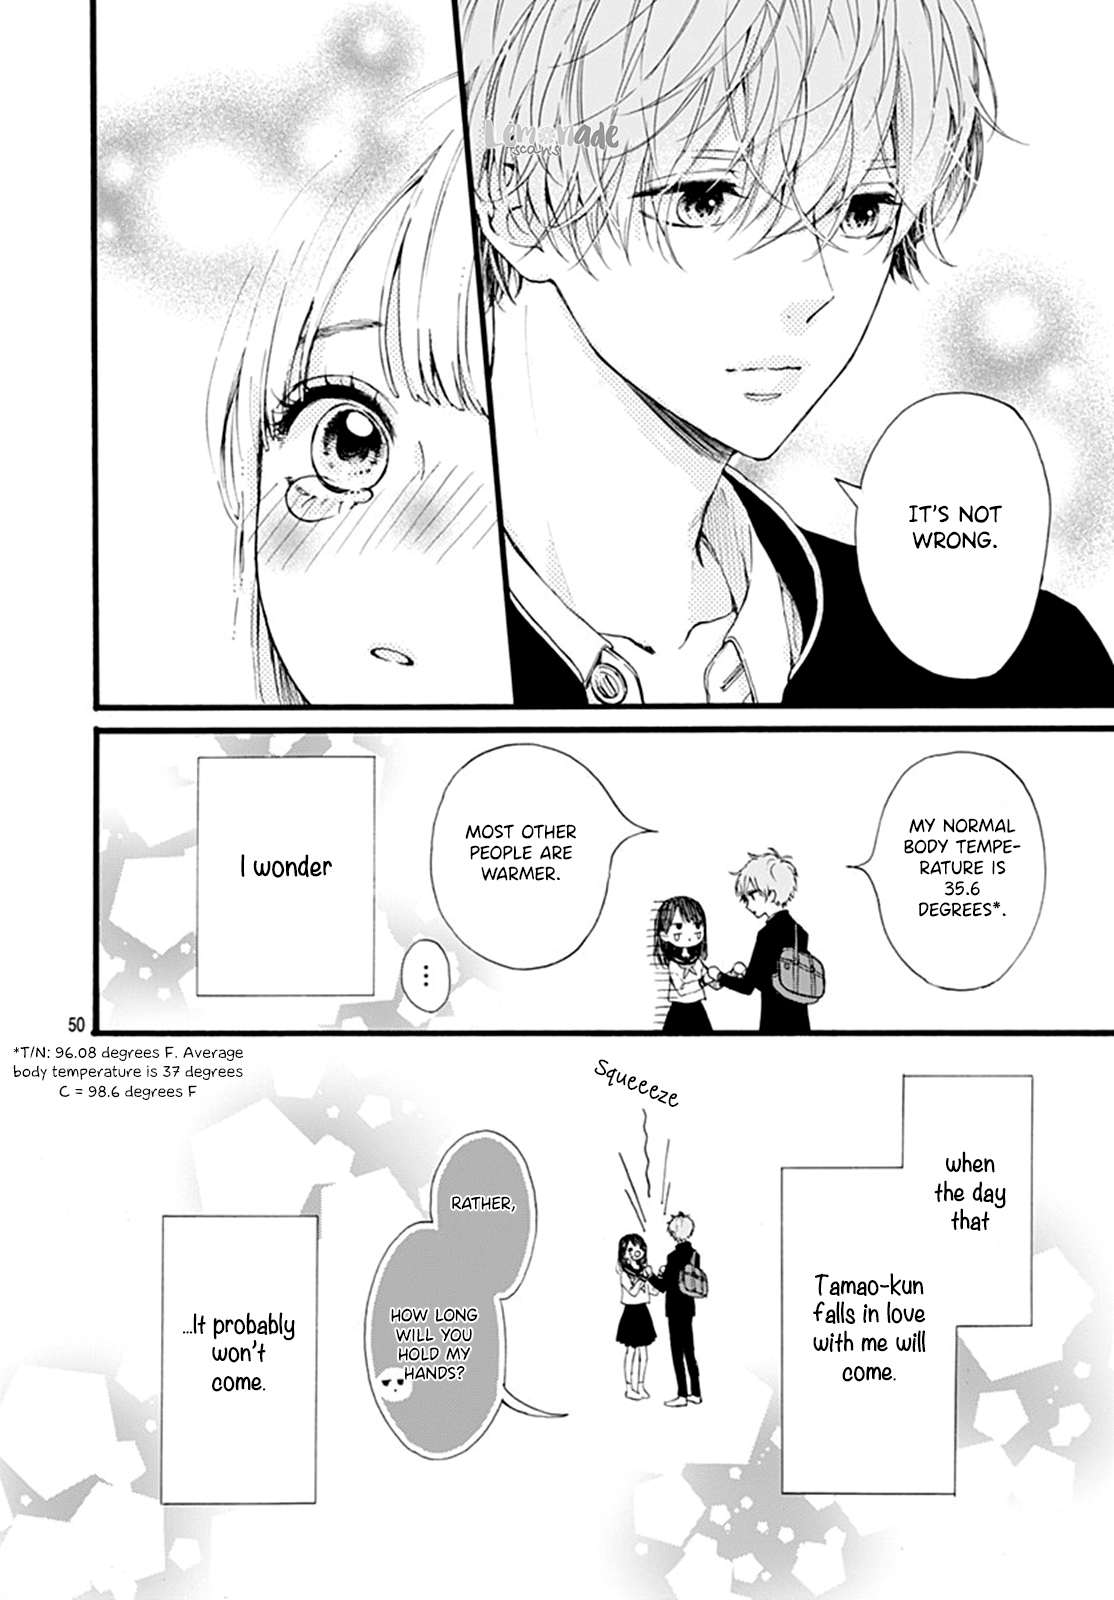 Lemonade
scans
IT'S NOT
WRONG.
MY NORMAL
BODY TEMPE-
RATURE IS
35.6
DEGREES*.
MOST OTHER
PEOPLE ARE
WARMER.
...
I wonder
50
*T/N: 96.08 degrees F. Average
body temperature is 37 degrees
C = 98.6 degrees F
when
the day
that
Tamao-kun
falls in love
with me will
come.
Squeeeze
RATHER,
HOW LONG
WILL YOU
HOLD MY
HANDS?
...It probably
won't
come.